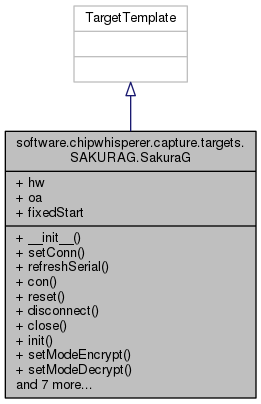 TargetTemplate
software.chipwhisperer.capture.targets.
SAKURAG.SakuraG
+ hw
+ oa
+ fixedStart
+ __init__()
+ setConn()
+ refreshSerial()
+ con()
+ reset()
+ disconnect()
+ close()
+ init()
+ setModeEncrypt()
+ setModeDecrypt()
and 7 more...